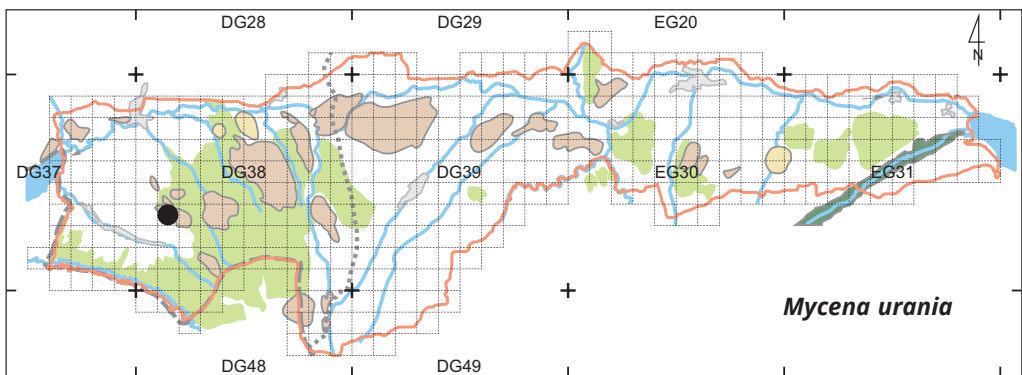 DG28 DG29 EG20
N
DG37 DG38 DG39 EG30 EG31
Mycena urania
DG48 DG49